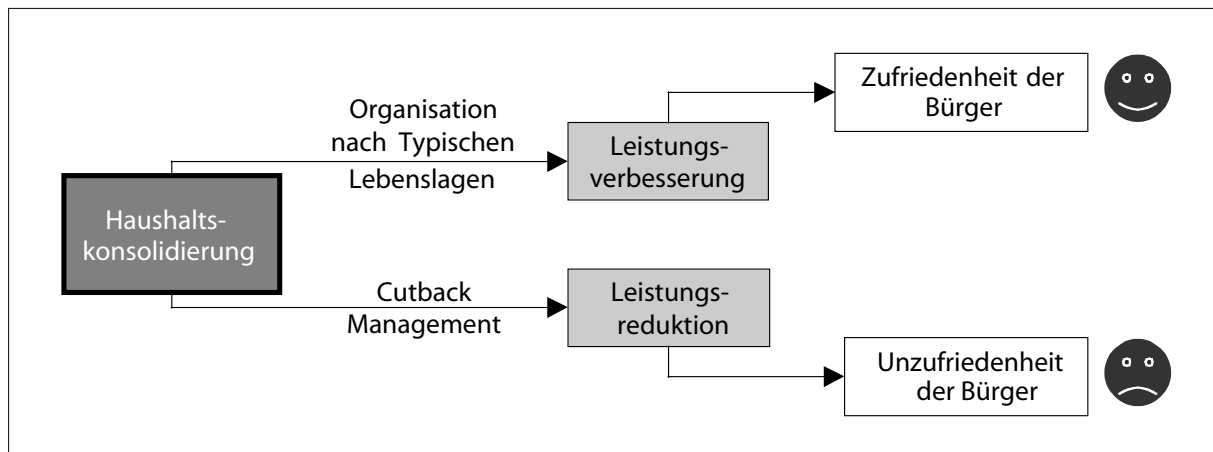 Organisation
nach Typischen
Lebenslagen
Leistungs-
verbesserung
Zufriedenheit der
Bürger
Haushalts-
konsolidierung
Cutback
Management
Leistungs-
reduktion
Unzufriedenheit
der Bürger